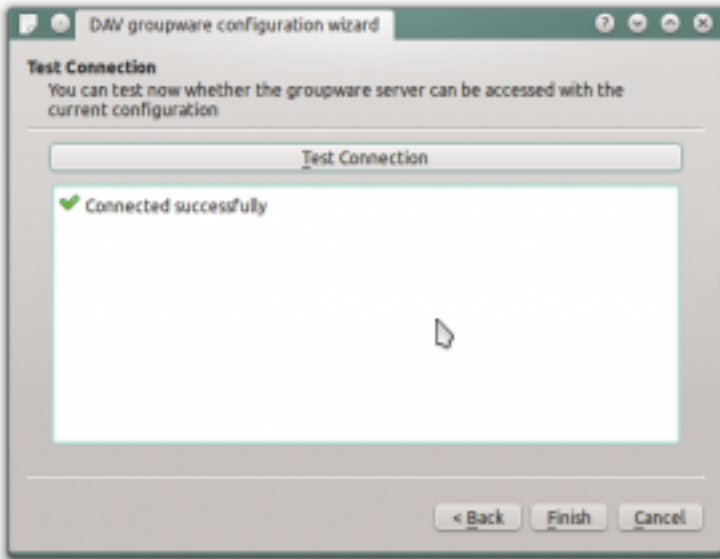 DAV groupware configuration wizard
Test Connection
You can test now whether the groupware server can be accessed with the
current configuration
Test Connection
Connected successfully
< Back
Finish
Cancel